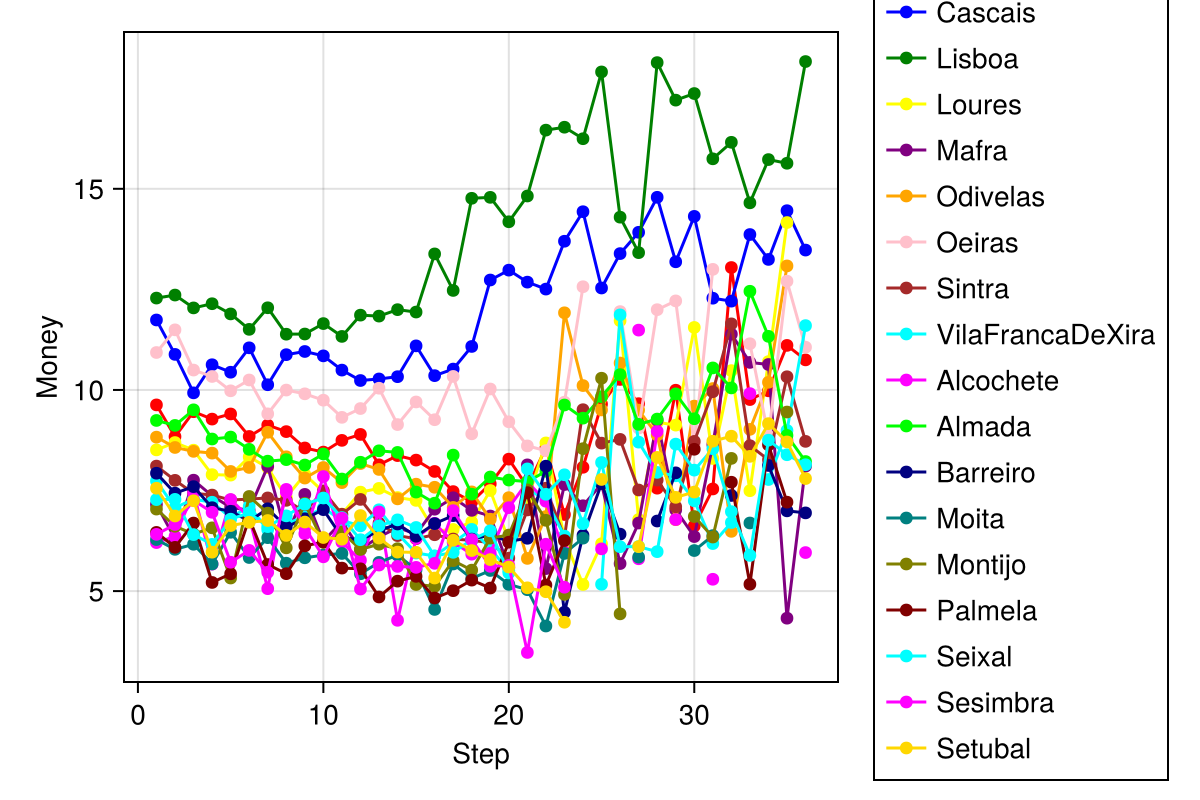 Cascais
Lisboa
Loures
Mafra
Odivelas
Oeiras
Sintra
VilaFrancaDeXira
Alcochete
Almada
Barreiro
Moita
Montijo
Palmela
Seixal
Sesimbra
Setubal
15
10
5
Money
0 10 20 30
Step